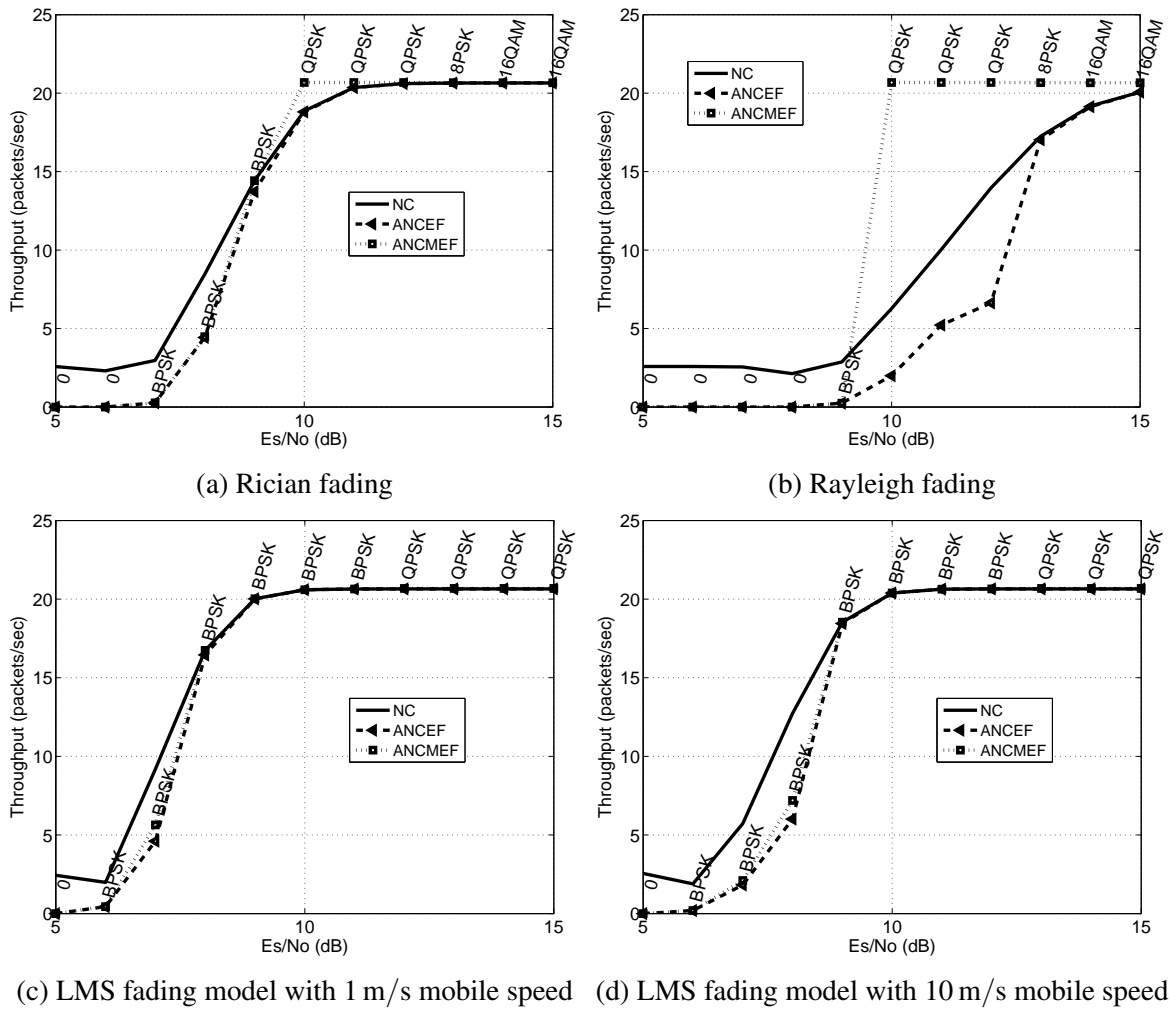 25
20
15
10
5
0
Throughput (packets/sec)
0
0
BPSK
BPSK
BPSK
QPSK
QPSK
QPSK
8PSK
16QAM
16QAM
NC
ANCEF
ANCMEF
5
10
15
Es/No (dB)
(a) Rician fading
25
20
15
10
5
0
Throughput (packets/sec)
0
0
0
0
BPSK
QPSK
QPSK
QPSK
8PSK
16QAM
16QAM
NC
ANCEF
ANCMEF
5
10
15
Es/No (dB)
(b) Rayleigh fading
25
20
15
10
5
0
Throughput (packets/sec)
0
BPSK
BPSK
BPSK
BPSK
BPSK
BPSK
QPSK
QPSK
QPSK
QPSK
NC
ANCEF
ANCMEF
5
10
15
Es/No (dB)
(c) LMS fading model with 1 m/s mobile speed
25
20
15
10
5
0
Throughput (packets/sec)
0
BPSK
BPSK
BPSK
BPSK
BPSK
BPSK
BPSK
QPSK
QPSK
QPSK
NC
ANCEF
ANCMEF
5
10
15
Es/No (dB)
(d) LMS fading model with 10 m/s mobile speed